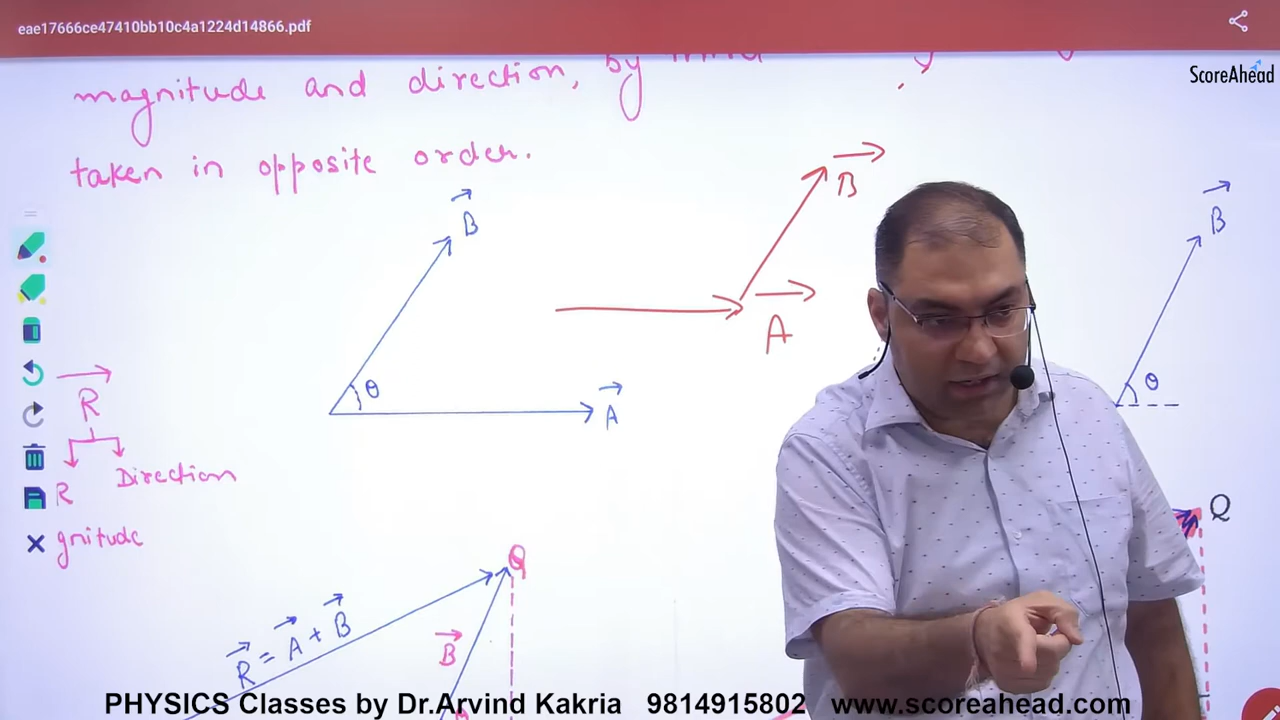 eae17666ce47410bb10c4a1224d14866.pdf
ScoreAhead
magnitude and direction, by
taken in opposite order.
B
B
B
A
θ
A
θ
R
R Direction
gnitude
Q
Q
R = A + B
B
PHYSICS Classes by Dr.Arvind Kakria 9814915802 www.scoreahead.com